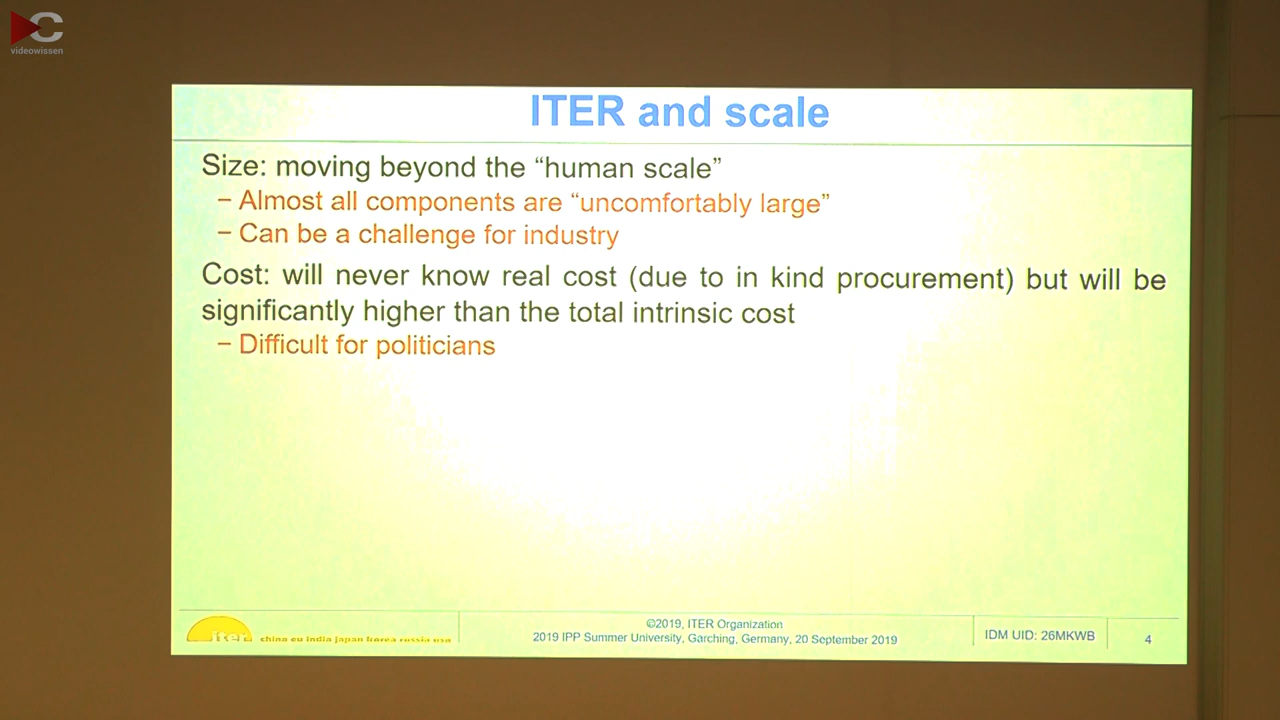 videowissen
ITER and scale
Size: moving beyond the “human scale”
– Almost all components are “uncomfortably large”
– Can be a challenge for industry
Cost: will never know real cost (due to in kind procurement) but will be
significantly higher than the total intrinsic cost
– Difficult for politicians
iter china eu india japan korea russia usa
©2019, ITER Organization
2019 IPP Summer University, Garching, Germany, 20 September 2019
IDM UID: 26MKWB
4